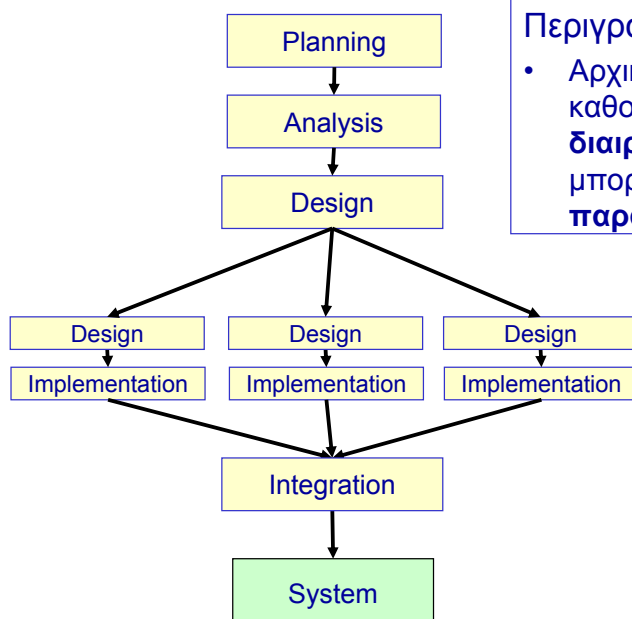 Planning
Analysis
Design
Design
Design
Design
Implementation
Implementation
Implementation
Integration
System
•